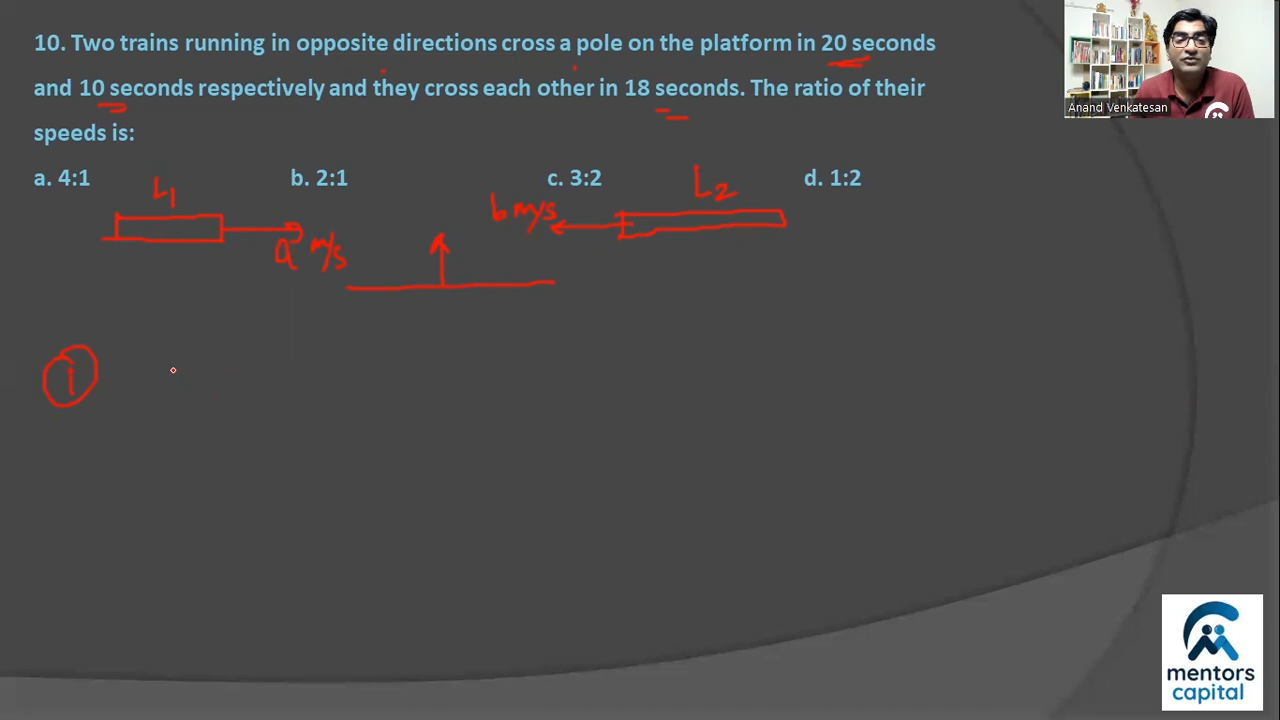 10. Two trains running in opposite directions cross a pole on the platform in 20 seconds
and 10 seconds respectively and they cross each other in 18 seconds. The ratio of their
speeds is:
a. 4:1 b. 2:1 c. 3:2 d. 1:2
L1 L2
a m/s b m/s
1
Anand Venkatesan
mentors
capital